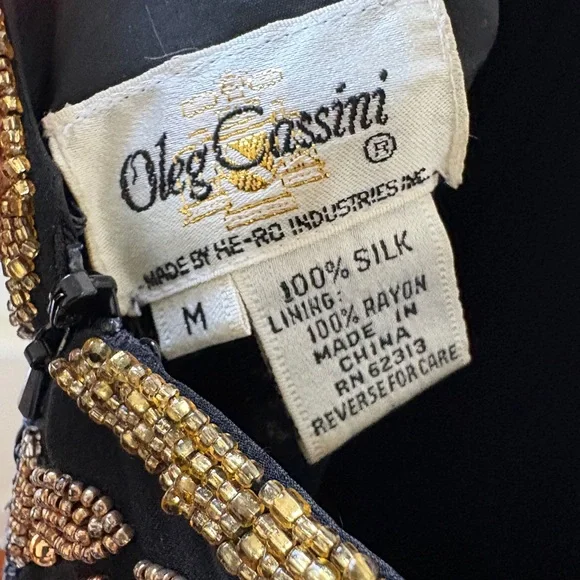 Oleg Cassini ®
MADE BY HE-RO INDUSTRIES INC.
M
100% SILK
LINING:
100% RAYON
MADE IN
CHINA
RN 62313
REVERSE FOR CARE